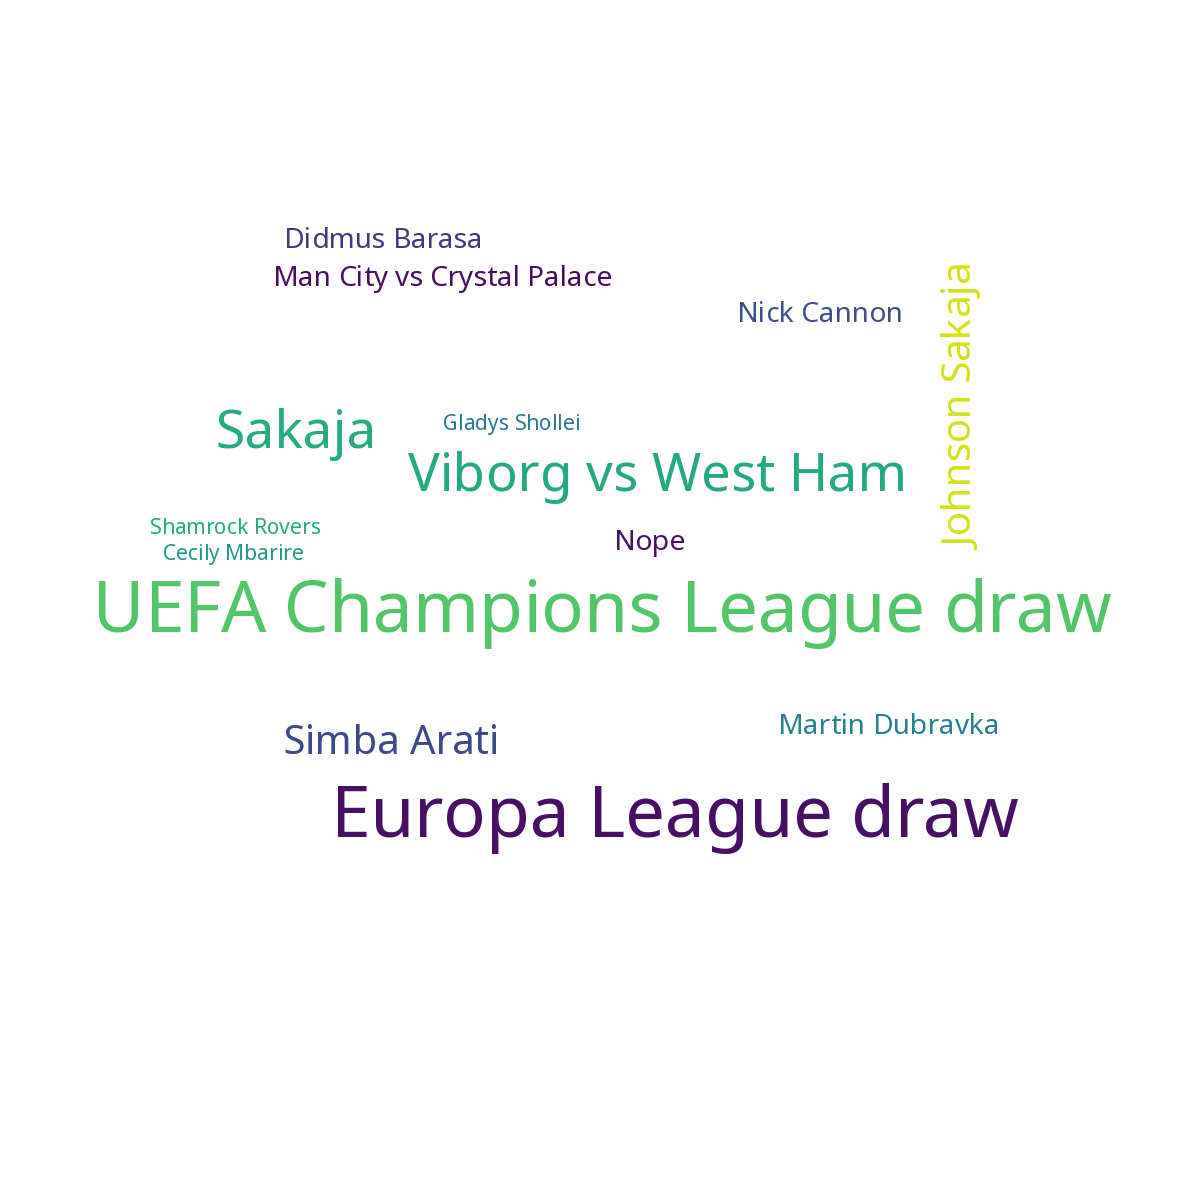 Didmus Barasa
Man City vs Crystal Palace
Nick Cannon
Johnson Sakaja
Sakaja
Gladys Shollei
Viborg vs West Ham
Shamrock Rovers
Nope
Cecily Mbarire
UEFA Champions League draw
Martin Dubravka
Simba Arati
Europa League draw